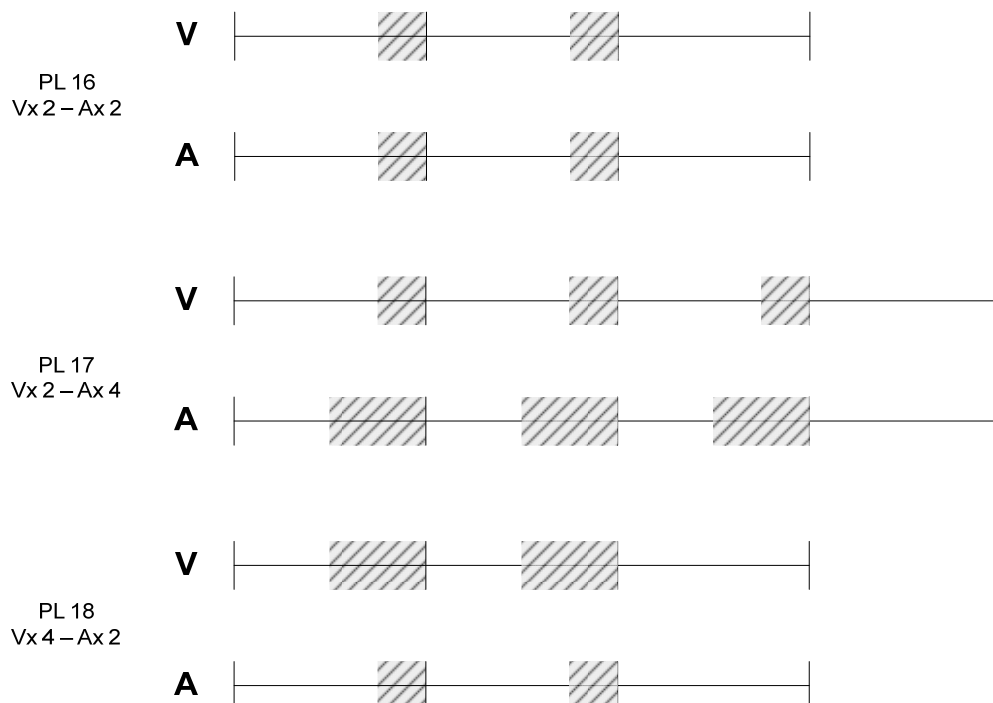 V
PL 16
Vx 2 – Ax 2
A
V
PL 17
Vx 2 – Ax 4
A
V
PL 18
Vx 4 – Ax 2
A